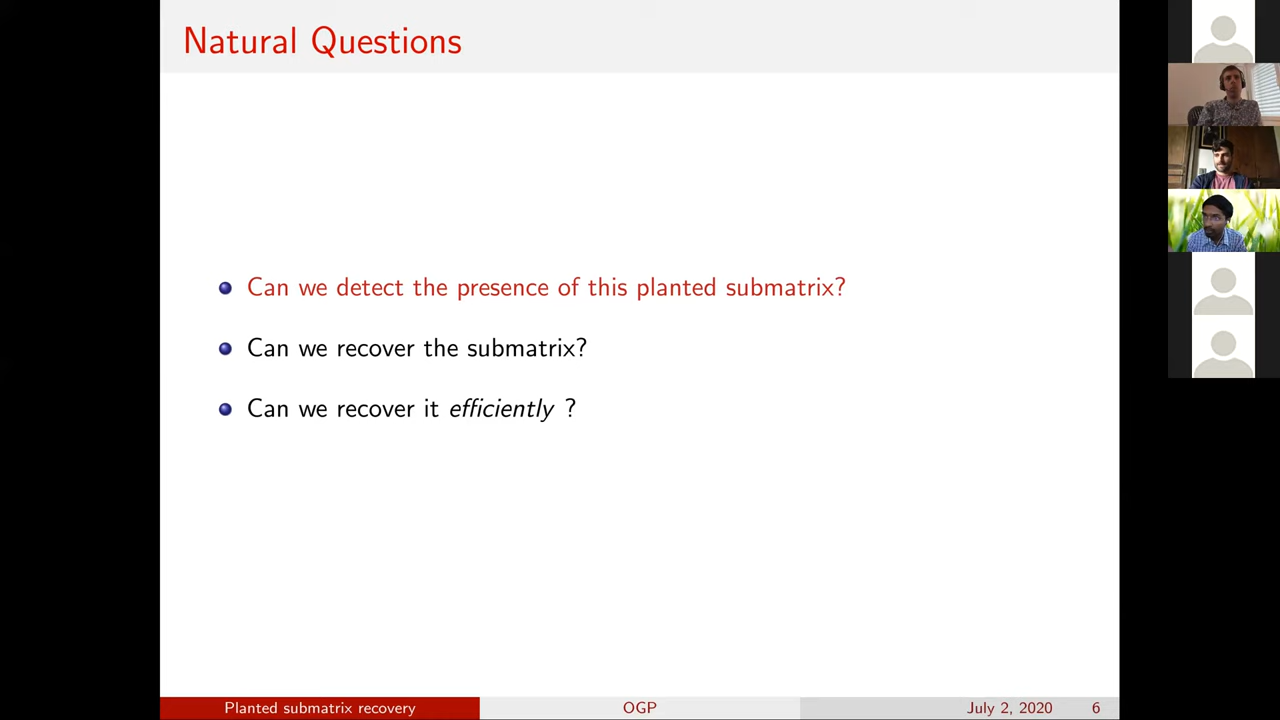 Natural Questions
Can we detect the presence of this planted submatrix?
Can we recover the submatrix?
Can we recover it efficiently ?
Planted submatrix recovery
OGP
July 2, 2020
6